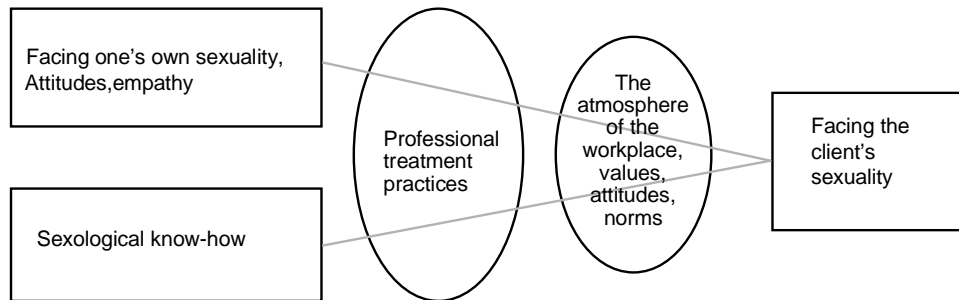 Facing one’s own sexuality,
Attitudes,empathy
Sexological know-how
Professional
treatment
practices
The
atmosphere
of the
workplace,
values,
attitudes,
norms
Facing the
client’s
sexuality